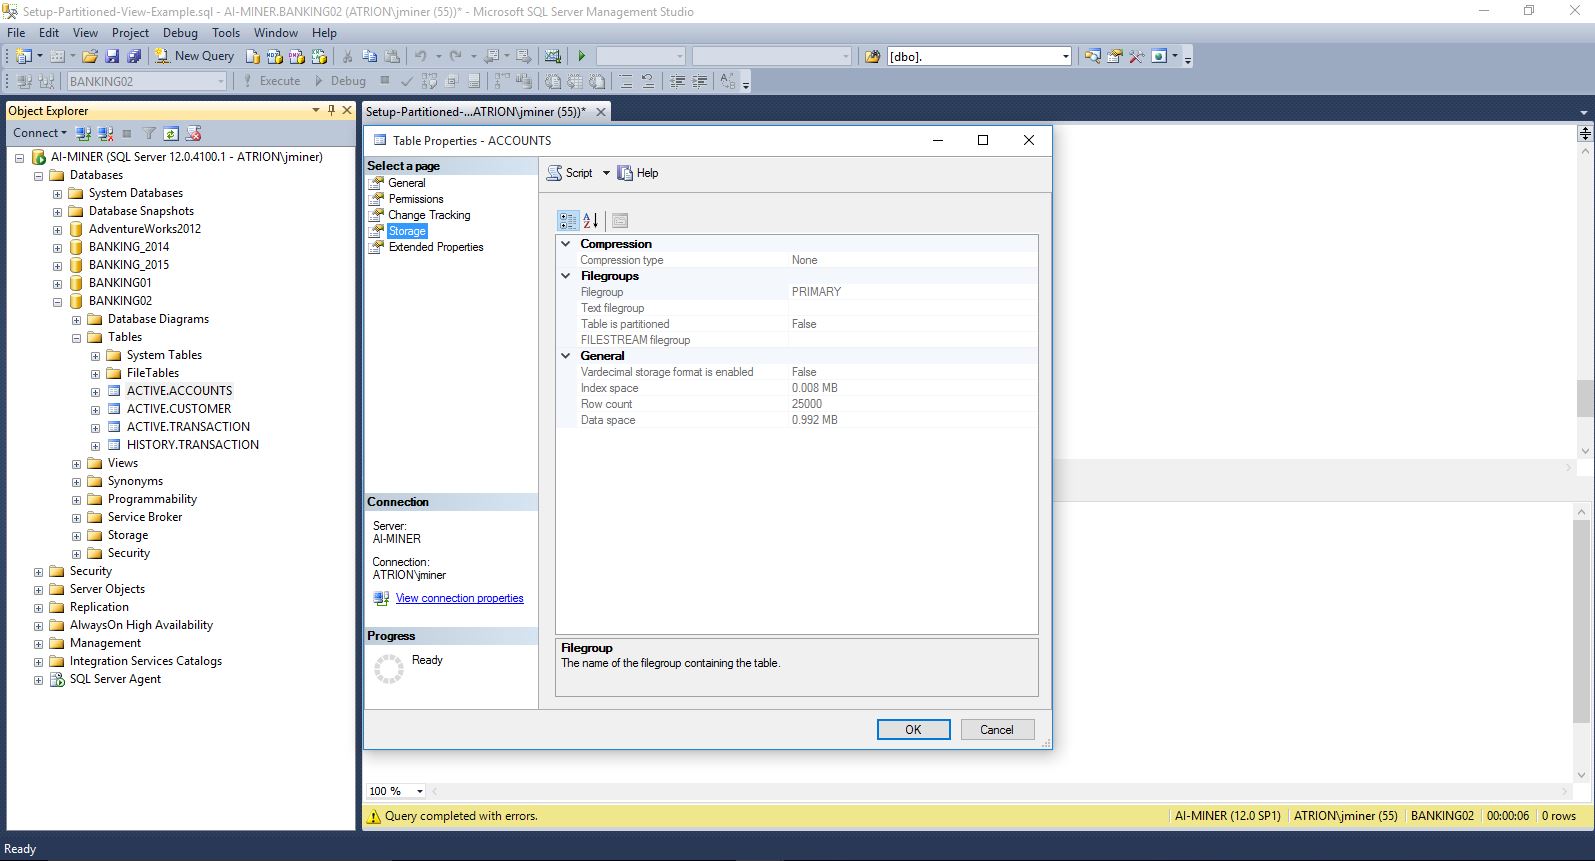 Setup-Partitioned-View-Example.sql - AI-MINER.BANKING02 (ATRION\jminer (55))* - Microsoft SQL Server Management Studio
File Edit View Project Debug Tools Window Help
New Query
[dbo].
BANKING02
Execute
Debug
Object Explorer
Connect
AI-MINER (SQL Server 12.0.4100.1 - ATRION\jminer)
Databases
System Databases
Database Snapshots
AdventureWorks2012
BANKING_2014
BANKING_2015
BANKING01
BANKING02
Database Diagrams
Tables
System Tables
FileTables
ACTIVE.ACCOUNTS
ACTIVE.CUSTOMER
ACTIVE.TRANSACTION
HISTORY.TRANSACTION
Views
Synonyms
Programmability
Service Broker
Storage
Security
Security
Server Objects
Replication
AlwaysOn High Availability
Management
Integration Services Catalogs
SQL Server Agent
Setup-Partitioned-...ATRION\jminer (55))*
Table Properties - ACCOUNTS
Select a page
General
Permissions
Change Tracking
Storage
Extended Properties
Script
Help
Compression
Compression type None
Filegroups
Filegroup PRIMARY
Text filegroup
Table is partitioned False
FILESTREAM filegroup
General
Vardecimal storage format is enabled False
Index space 0.008 MB
Row count 25000
Data space 0.992 MB
Connection
Server:
AI-MINER
Connection:
ATRION\jminer
View connection properties
Progress
Ready
Filegroup
The name of the filegroup containing the table.
OK
Cancel
100 %
Query completed with errors.
AI-MINER (12.0 SP1) ATRION\jminer (55) BANKING02 00:00:06 0 rows
Ready